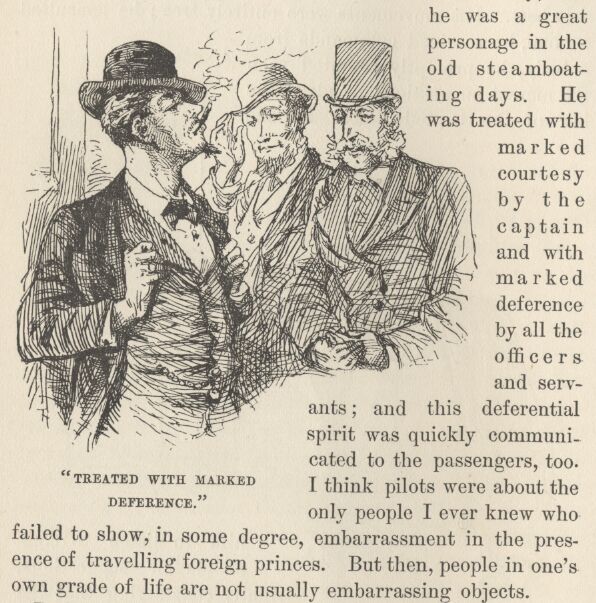 he was a great
personage in the
old steamboat-
ing days. He
was treated with
marked
courtesy
by the
captain
and with
marked
deference
by all the
officers
and serv-
ants; and this deferential
spirit was quickly communi-
cated to the passengers, too.
I think pilots were about the
only people I ever knew who
"TREATED WITH MARKED
DEFERENCE."
failed to show, in some degree, embarrassment in the pres-
ence of travelling foreign princes. But then, people in one's
own grade of life are not usually embarrassing objects.